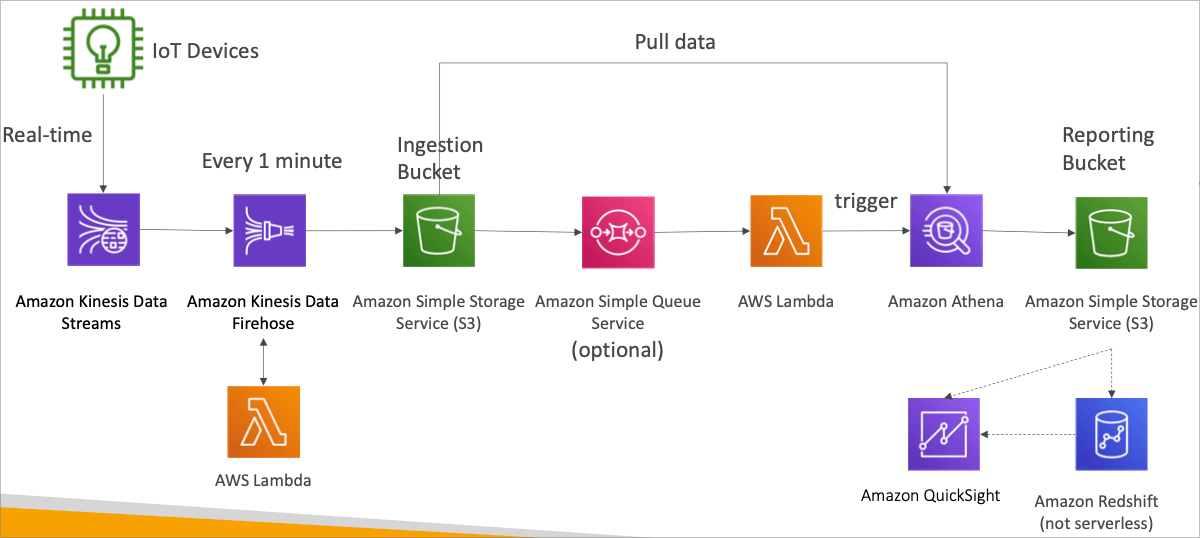 IoT Devices
Pull data
Real-time
Every 1 minute
Ingestion
Bucket
trigger
Reporting
Bucket
Amazon Kinesis Data
Streams
Amazon Kinesis Data
Firehose
Amazon Simple Storage
Service (S3)
Amazon Simple Queue
Service
(optional)
AWS Lambda
Amazon Athena
Amazon Simple Storage
Service (S3)
AWS Lambda
Amazon QuickSight
Amazon Redshift
(not serverless)